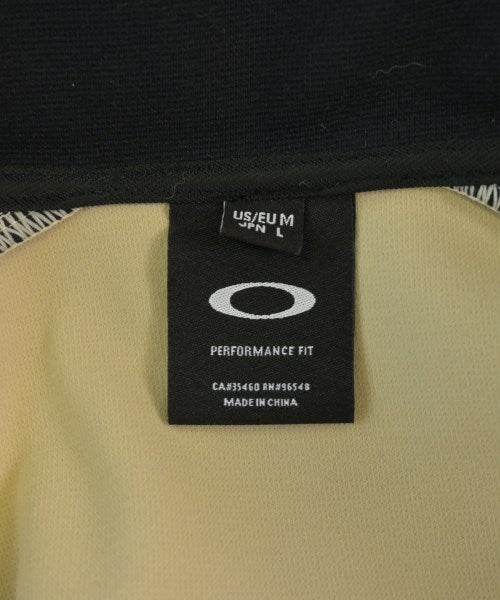 US/EU M
JPN L
PERFORMANCE FIT
CA#35460 RN#96548
MADE IN CHINA